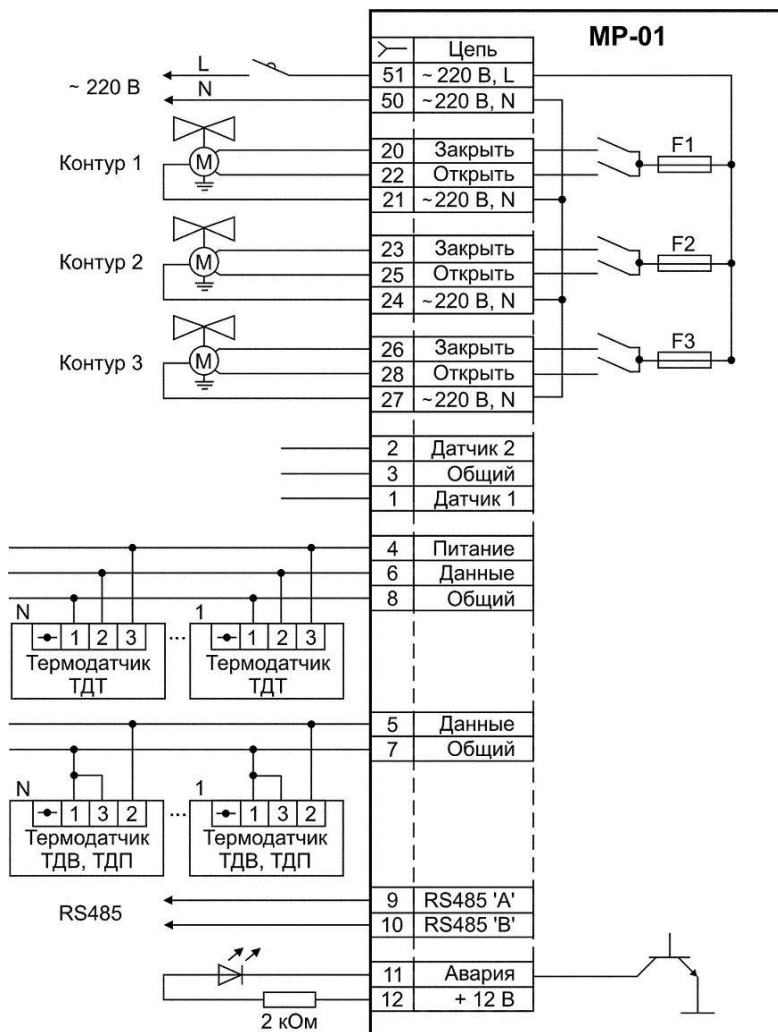 МР-01
Цепь
L
51 ~ 220 В, L
~ 220 В
N
50 ~220 В, N
F1
20 Закрыть
Контур 1
М
22 Открыть
21 ~220 В, N
F2
23 Закрыть
Контур 2
М
25 Открыть
24 ~220 В, N
F3
26 Закрыть
Контур 3
М
28 Открыть
27 ~220 В, N
2 Датчик 2
3 Общий
1 Датчик 1
4 Питание
6 Данные
8 Общий
N 1
1 2 3 ... 1 2 3
Термодатчик Термодатчик
ТДТ ТДТ
5 Данные
7 Общий
N 1
1 3 2 ... 1 3 2
Термодатчик Термодатчик
ТДВ, ТДП ТДВ, ТДП
RS485
9 RS485 'A'
10 RS485 'B'
11 Авария
12 + 12 В
2 кОм